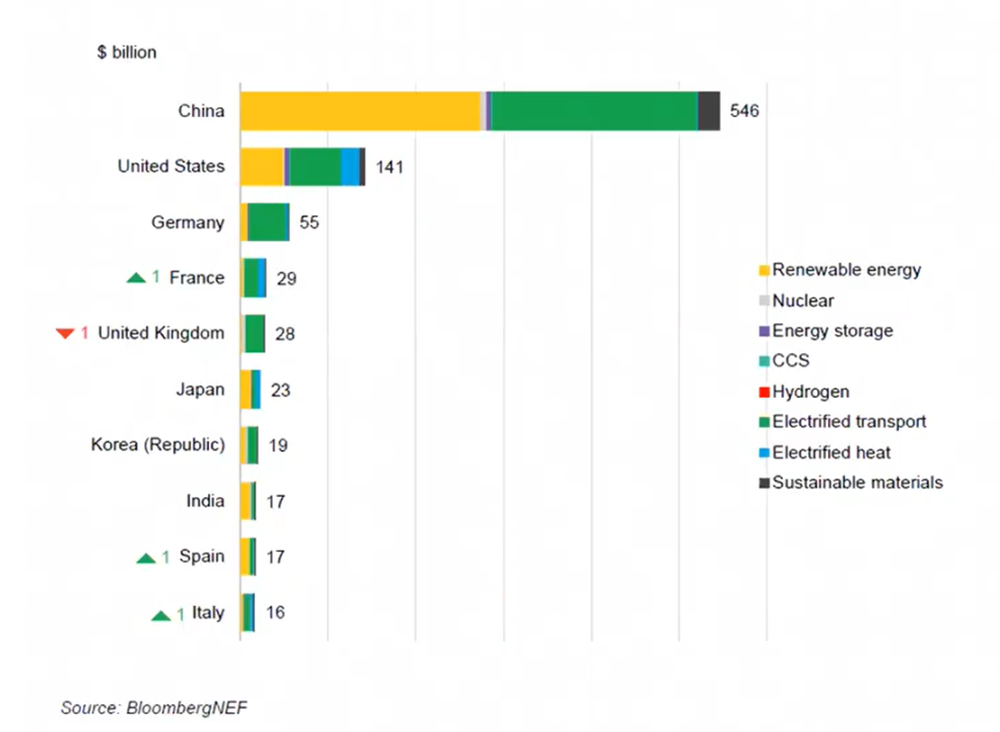 $ billion
China 546
United States 141
Germany 55
1 France 29
1 United Kingdom 28
Japan 23
Korea (Republic) 19
India 17
1 Spain 17
1 Italy 16
Renewable energy
Nuclear
Energy storage
CCS
Hydrogen
Electrified transport
Electrified heat
Sustainable materials
Source: BloombergNEF